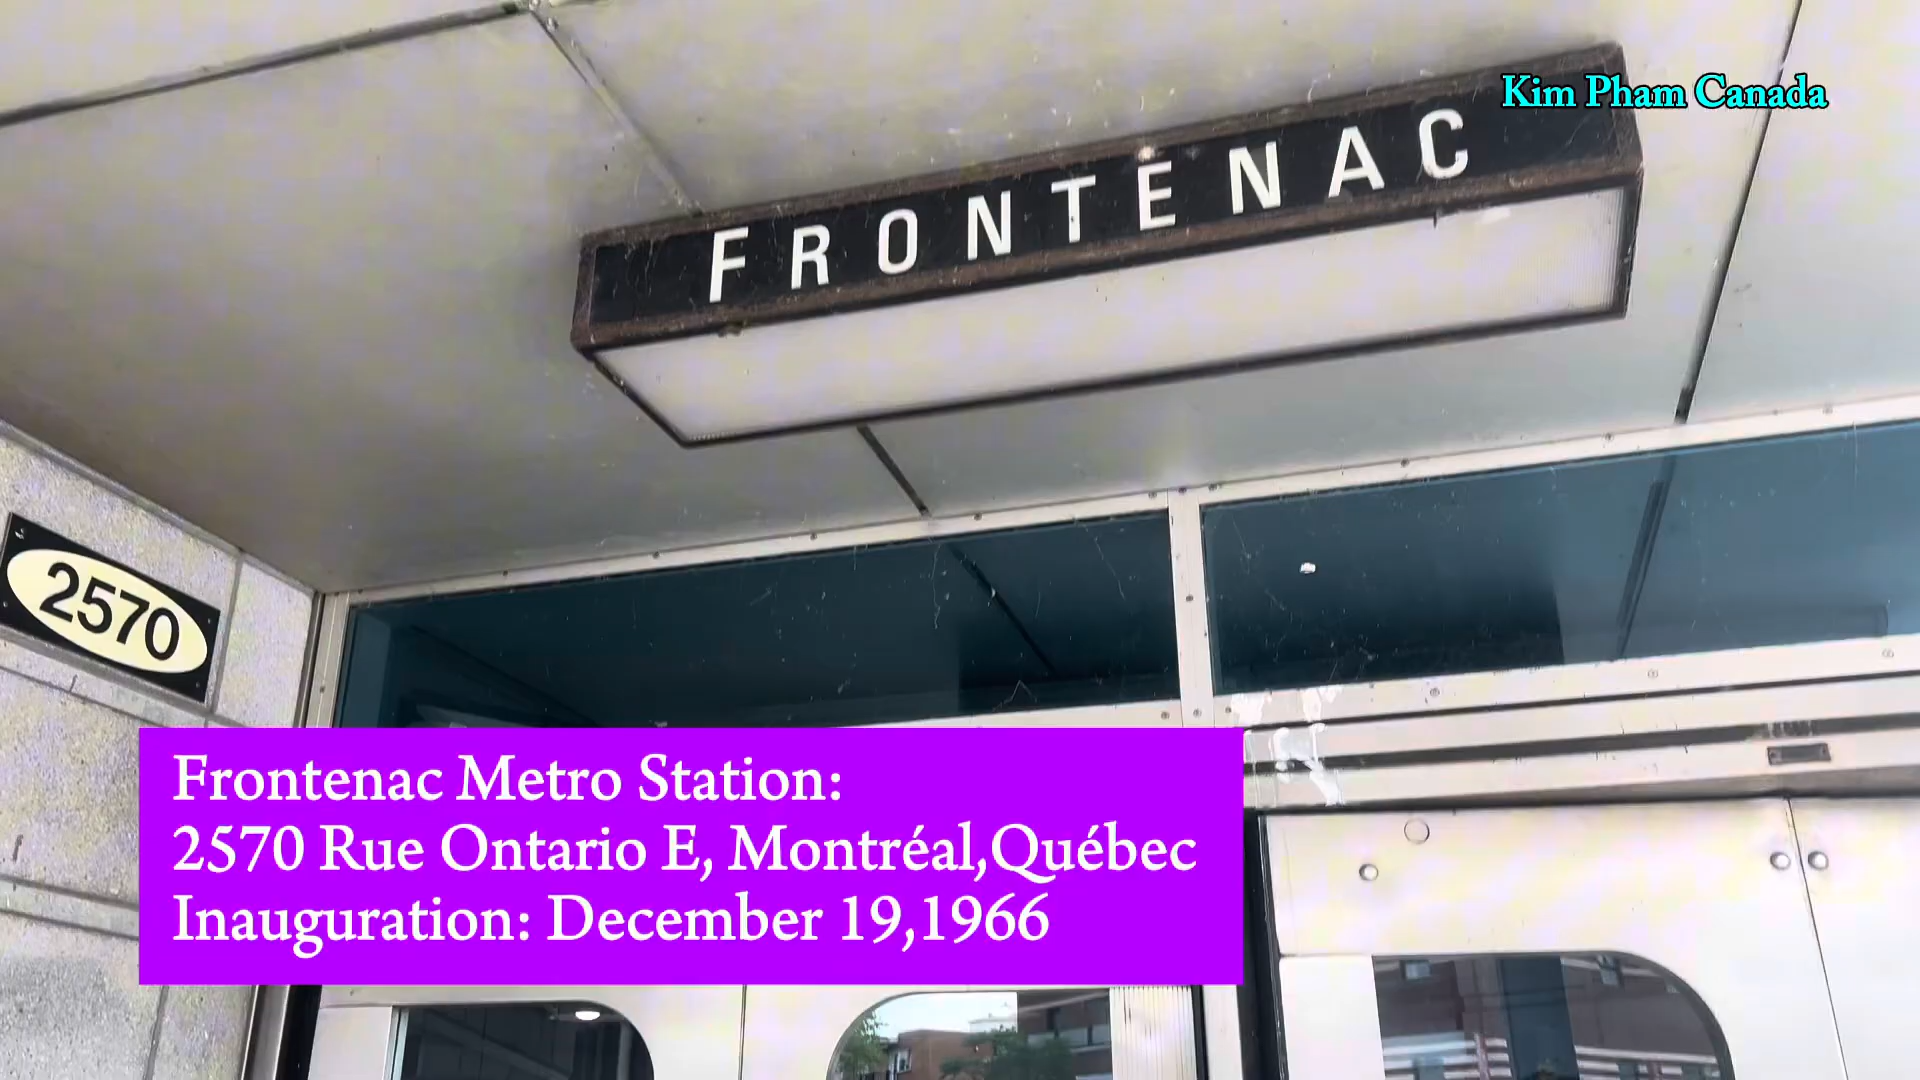 Kim Pham Canada
FRONTENAC
2570
Frontenac Metro Station:
2570 Rue Ontario E, Montréal,Québec
Inauguration: December 19,1966